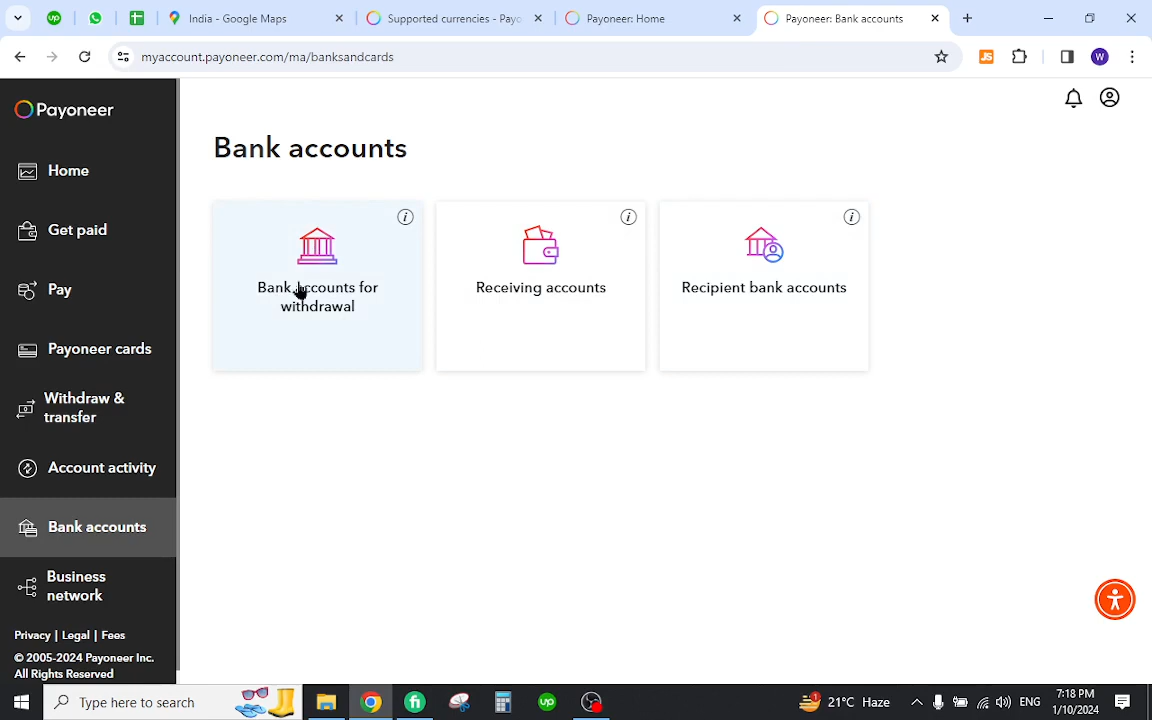 India - Google Maps
Supported currencies - Payo
Payoneer: Home
Payoneer: Bank accounts
myaccount.payoneer.com/ma/banksandcards
JS
W
Payoneer
Home
Get paid
Pay
Payoneer cards
Withdraw &
transfer
Account activity
Bank accounts
Business
network
Privacy | Legal | Fees
© 2005-2024 Payoneer Inc.
All Rights Reserved
Bank accounts
Bank accounts for
withdrawal
Receiving accounts
Recipient bank accounts
Type here to search
21°C Haze
ENG
7:18 PM
1/10/2024